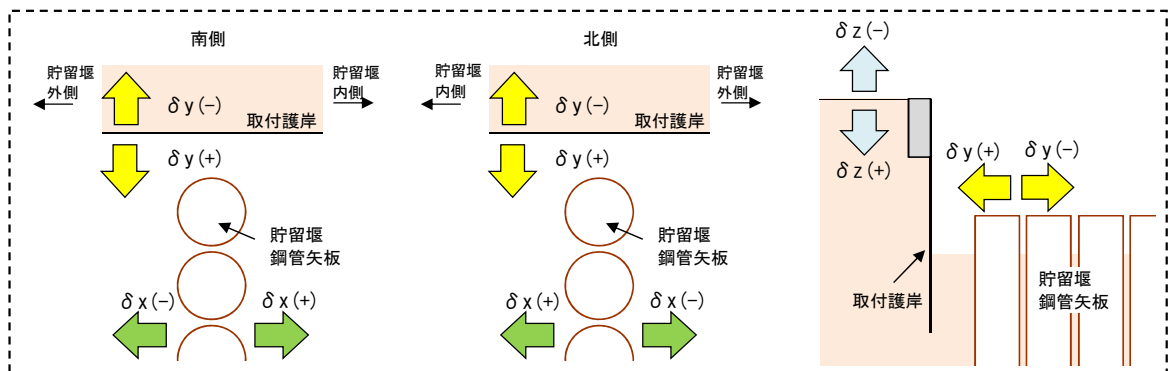 南側
貯留堰
外側
貯留堰
内側
δy(−)
取付護岸
δy(+)
貯留堰
鋼管矢板
δx(−)
δx(+)
北側
貯留堰
内側
貯留堰
外側
δy(−)
取付護岸
δy(+)
貯留堰
鋼管矢板
δx(+)
δx(−)
δz(−)
δz(+)
δy(+)
δy(−)
取付護岸
貯留堰
鋼管矢板